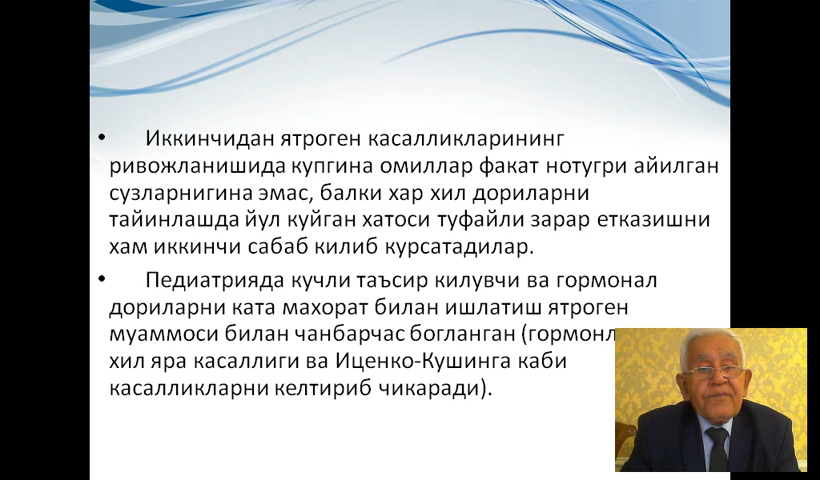 • Иккинчидан ятроген касалликларининг
ривожланишида купгина омиллар факат нотугри айилган
сузларнигина эмас, балки хар хил дориларни
тайинлашда йул куйган хатоси туфайли зарар етказишни
хам иккинчи сабаб килиб курсатадилар.
• Педиатрияда кучли таъсир килувчи ва гормонал
дориларни ката махорат билан ишлатиш ятроген
муаммоси билан чанбарчас богланган
хил яра касаллиги ва Иценко-Кушинга каби
касалликларни келтириб чикаради).